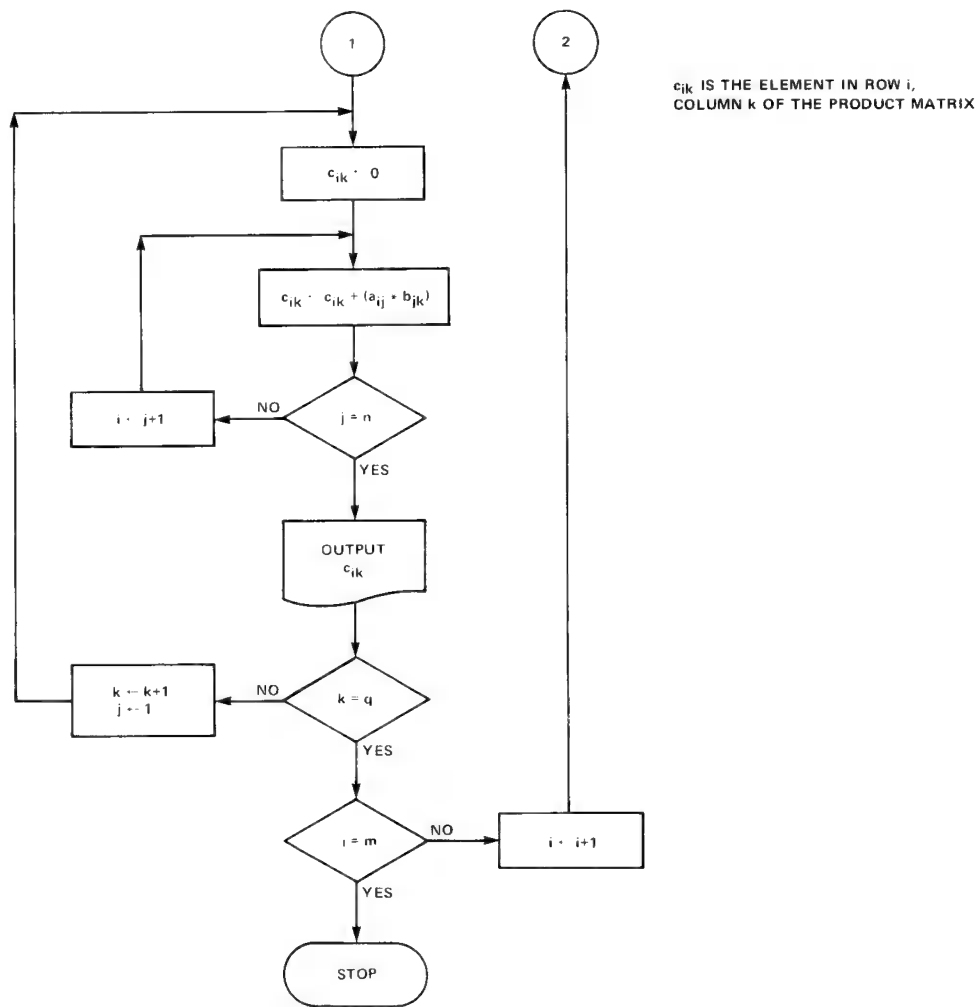 1
2
c_ik IS THE ELEMENT IN ROW i,
COLUMN k OF THE PRODUCT MATRIX
c_ik ← 0
c_ik ← c_ik + (a_ij * b_jk)
j = n
NO
i ← j+1
YES
OUTPUT
c_ik
k = q
NO
k ← k+1
j ← 1
YES
i = m
NO
i ← i+1
YES
STOP